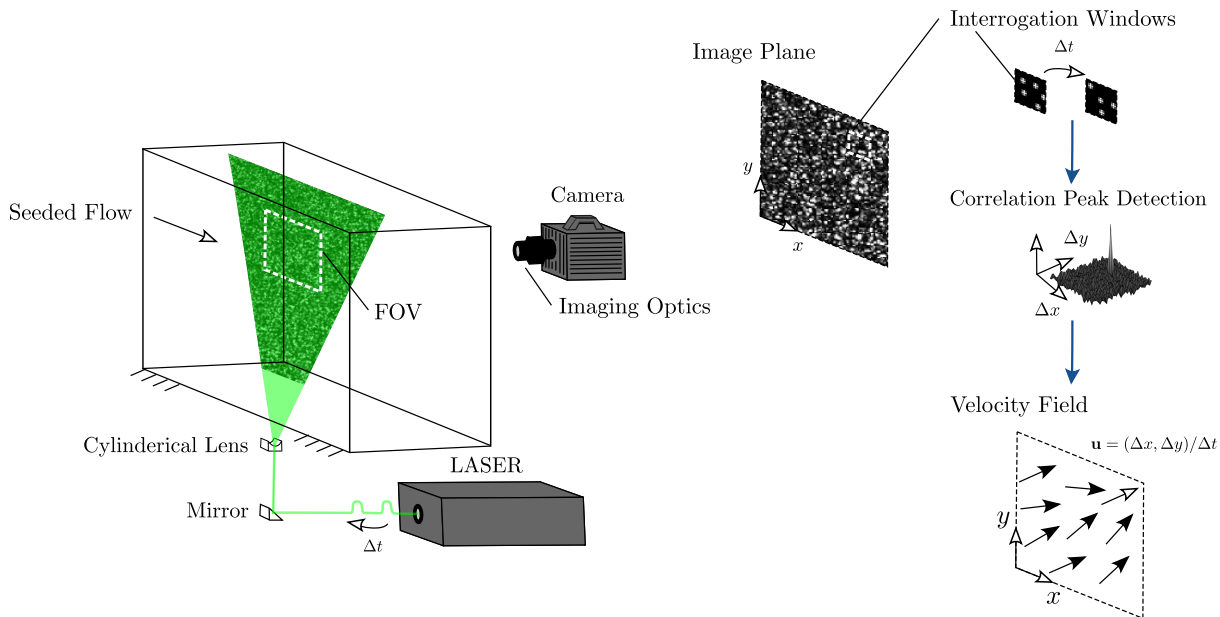 Seeded Flow
Camera
Imaging Optics
FOV
Cylinderical Lens
LASER
Mirror
Δt
Image Plane
Interrogation Windows
Δt
y
x
Correlation Peak Detection
Δy
Δx
Velocity Field
u = (Δx, Δy)/Δt
y
x